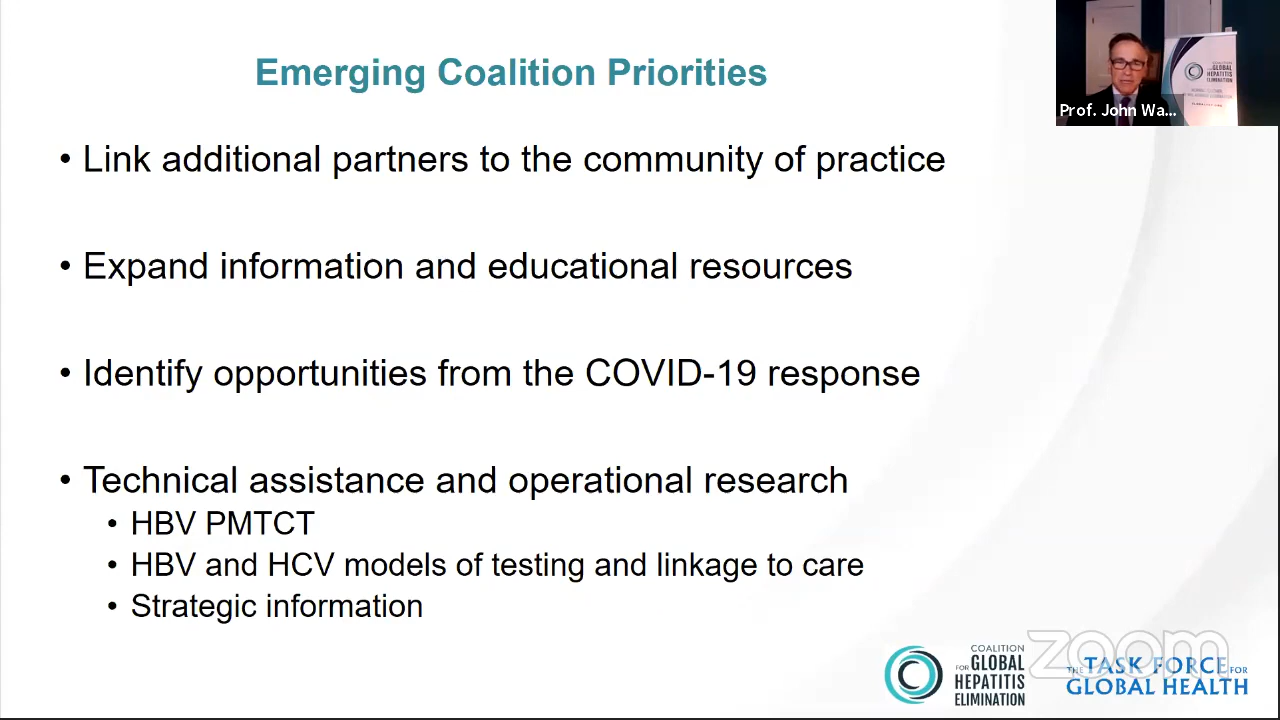 Emerging Coalition Priorities
• Link additional partners to the community of practice
• Expand information and educational resources
• Identify opportunities from the COVID-19 response
• Technical assistance and operational research
• HBV PMTCT
• HBV and HCV models of testing and linkage to care
• Strategic information
Prof. John Wa...
GLOBAL
HEPATITIS
ELIMINATION
COALITION
FOR GLOBAL
HEPATITIS
ELIMINATION
zoom
THE TASK FORCE FOR
GLOBAL HEALTH